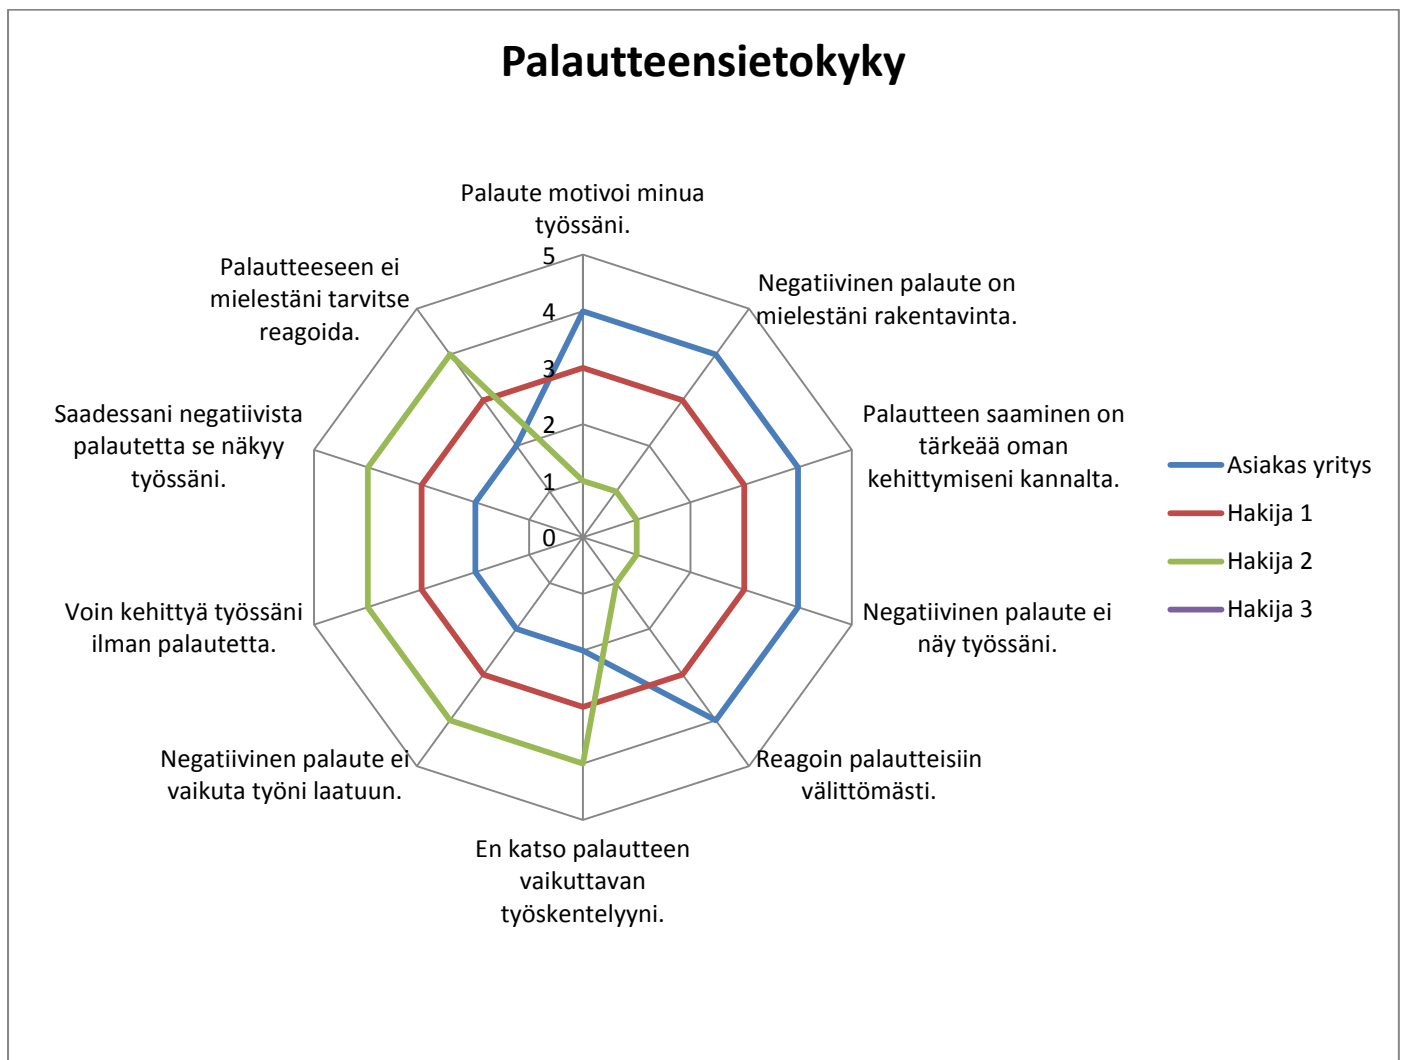 Palautteensietokyky
Palaute motivoi minua
työssäni.
Negatiivinen palaute on
mielestäni rakentavinta.
Palautteen saaminen on
tärkeää oman
kehittymiseni kannalta.
Negatiivinen palaute ei
näy työssäni.
Reagoin palautteisiin
välittömästi.
En katso palautteen
vaikuttavan
työskentelyyni.
Negatiivinen palaute ei
vaikuta työni laatuun.
Voin kehittyä työssäni
ilman palautetta.
Saadessani negatiivista
palautetta se näkyy
työssäni.
Palautteeseen ei
mielestäni tarvitse
reagoida.
5
4
3
2
1
0
Asiakas yritys
Hakija 1
Hakija 2
Hakija 3